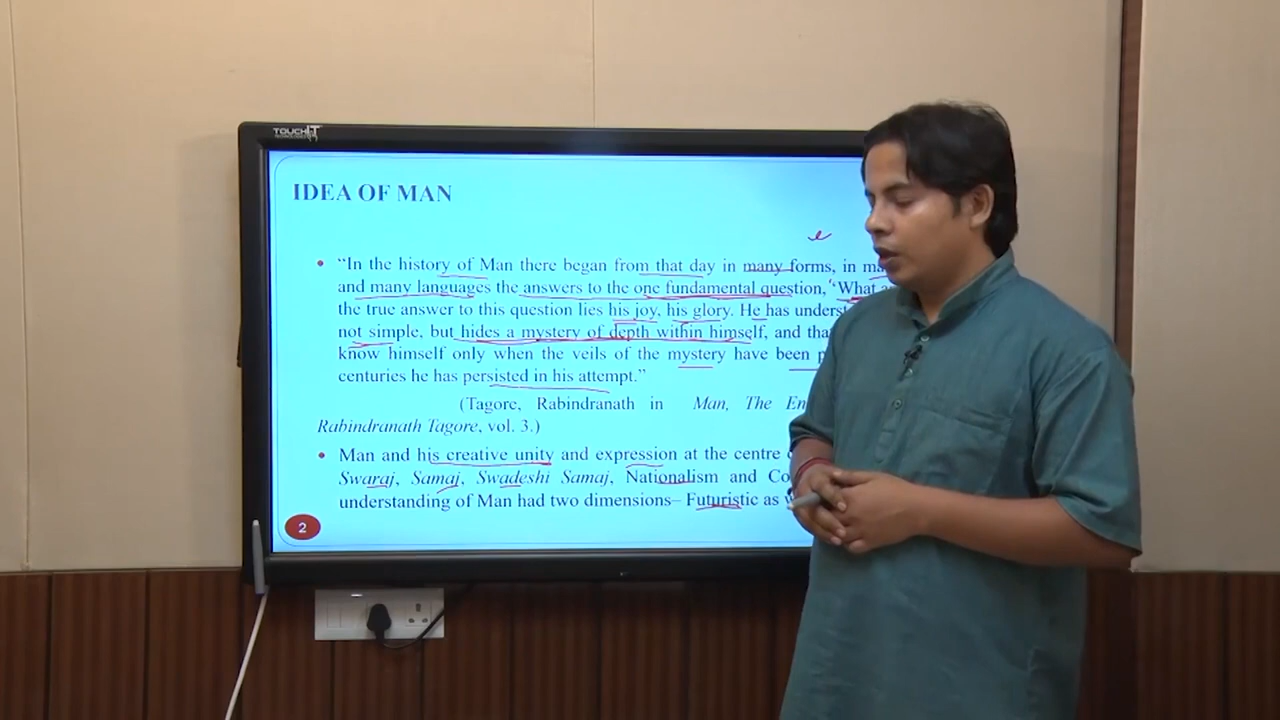 TOUCHIT
IDEA OF MAN
• “In the history of Man there began from that day in many forms, in
and many languages the answers to the one fundamental question, ‘What
the true answer to this question lies his joy, his glory. He has
not simple, but hides a mystery of depth within himself, and
know himself only when the veils of the mystery have been
centuries he has persisted in his attempt.”
(Tagore, Rabindranath in Man, The
Rabindranath Tagore, vol. 3.)
• Man and his creative unity and expression at the centre
Swaraj, Samaj, Swadeshi Samaj, Nationalism and
understanding of Man had two dimensions– Futuristic as
2